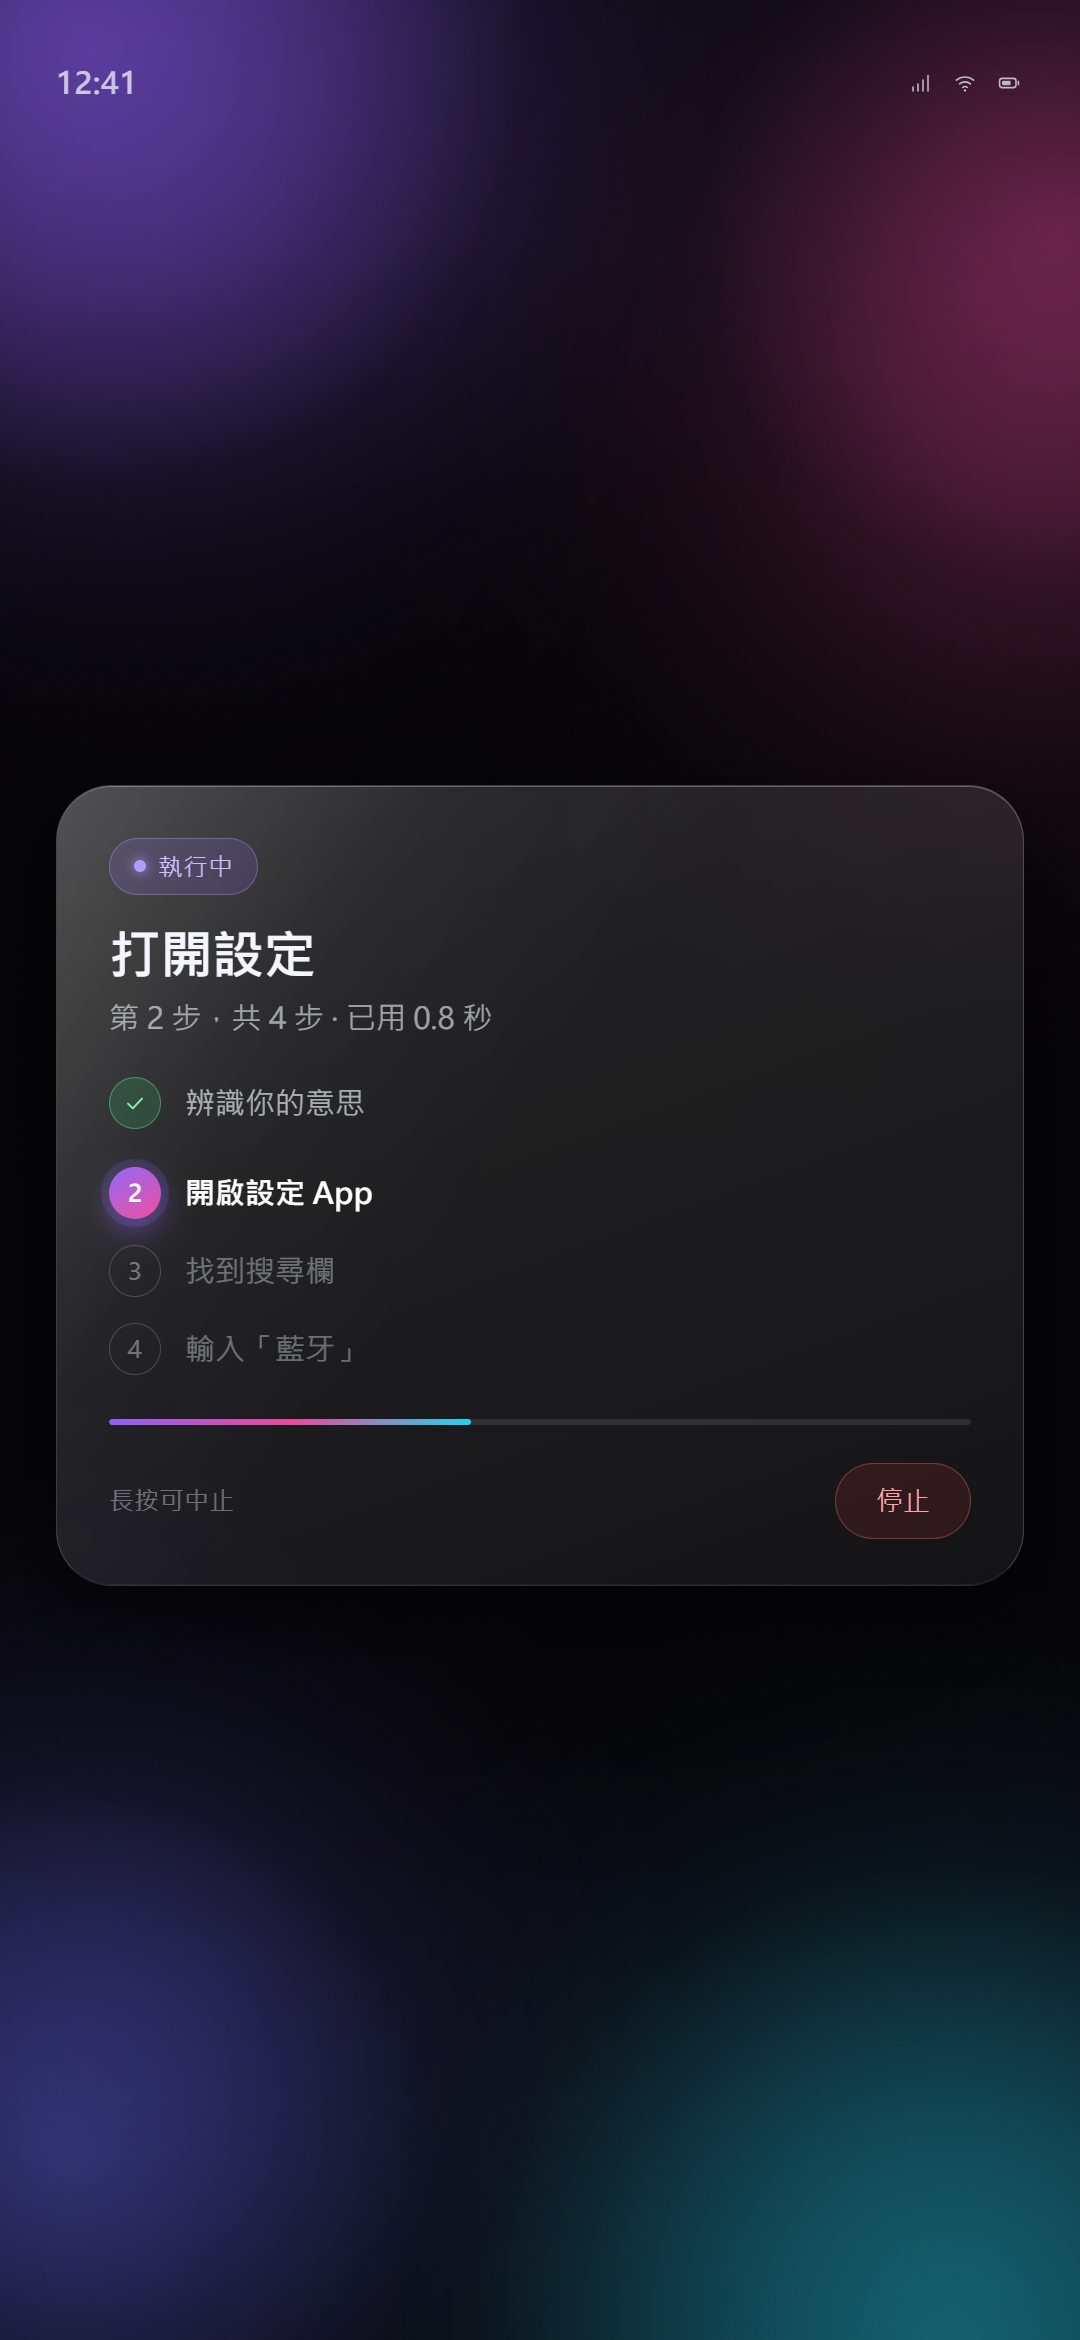 12:41
執行中
打開設定
第 2 步，共 4 步 · 已用 0.8 秒
辨識你的意思
2 開啟設定 App
3 找到搜尋欄
4 輸入「藍牙」
長按可中止
停止